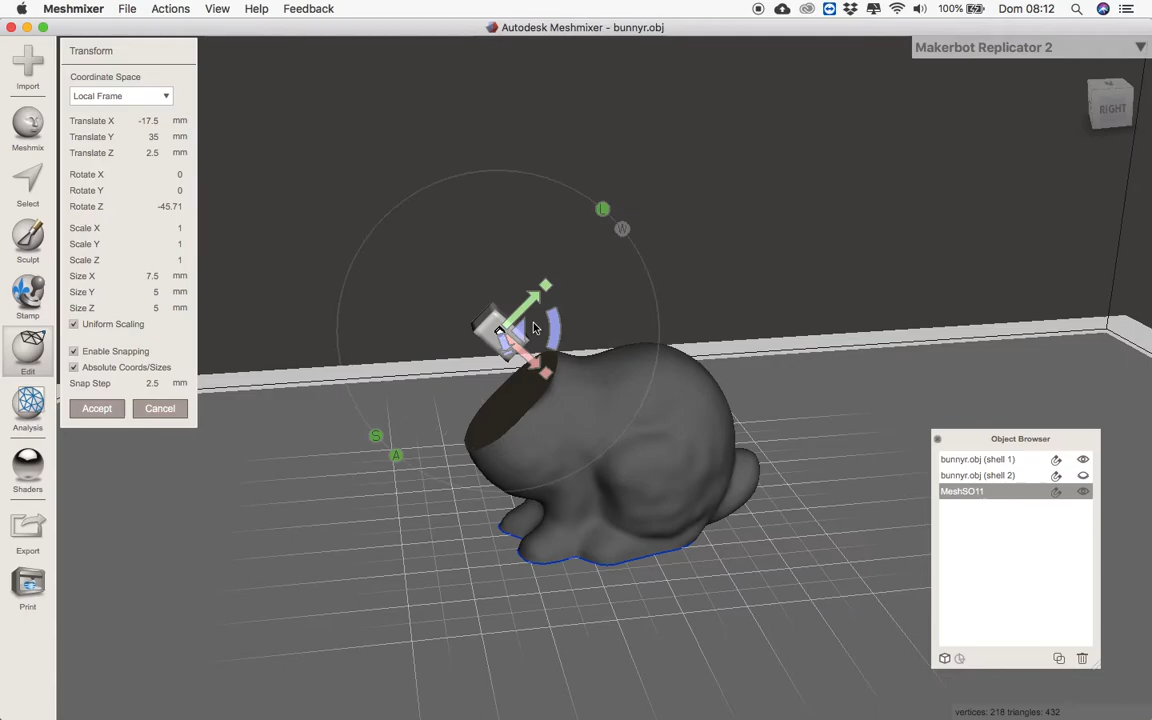 Meshmixer File Actions View Help Feedback 100% Dom 08:12
Autodesk Meshmixer - bunnyr.obj
Makerbot Replicator 2
RIGHT
Import
Meshmix
Select
Sculpt
Stamp
Edit
Analysis
Shaders
Export
Print
Transform
Coordinate Space
Local Frame
Translate X -17.5 mm
Translate Y 35 mm
Translate Z 2.5 mm
Rotate X 0
Rotate Y 0
Rotate Z -45.71
Scale X 1
Scale Y 1
Scale Z 1
Size X 7.5 mm
Size Y 5 mm
Size Z 5 mm
Uniform Scaling
Enable Snapping
Absolute Coords/Sizes
Snap Step 2.5 mm
Accept Cancel
L
W
S
A
Object Browser
bunnyr.obj (shell 1)
bunnyr.obj (shell 2)
MeshSO11
vertices: 218 triangles: 432